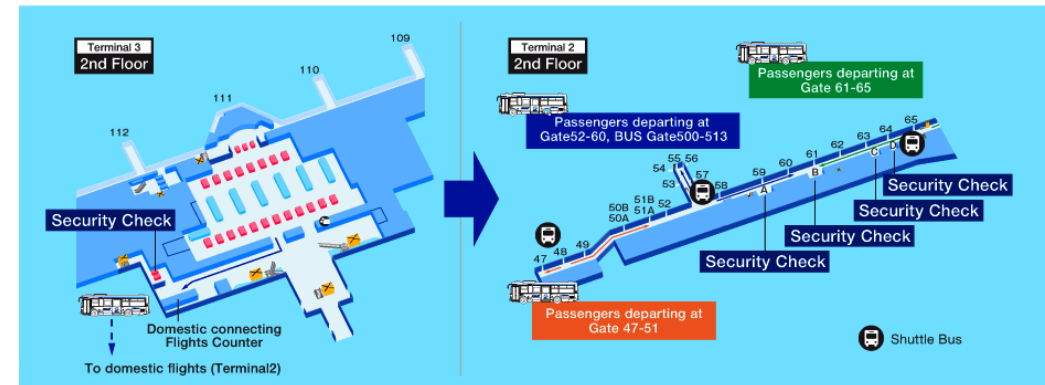 Terminal 3
2nd Floor
109
110
111
112
Security Check
Domestic connecting
Flights Counter
To domestic flights (Terminal2)
Terminal 2
2nd Floor
Passengers departing at
Gate 61-65
Passengers departing at
Gate52-60, BUS Gate500-513
65
64
63
62
61
60
59
58
57
56
55
54
53
52
51B
51A
50B
50A
49
48
47
A
B
C
D
Security Check
Security Check
Security Check
Passengers departing at
Gate 47-51
Shuttle Bus